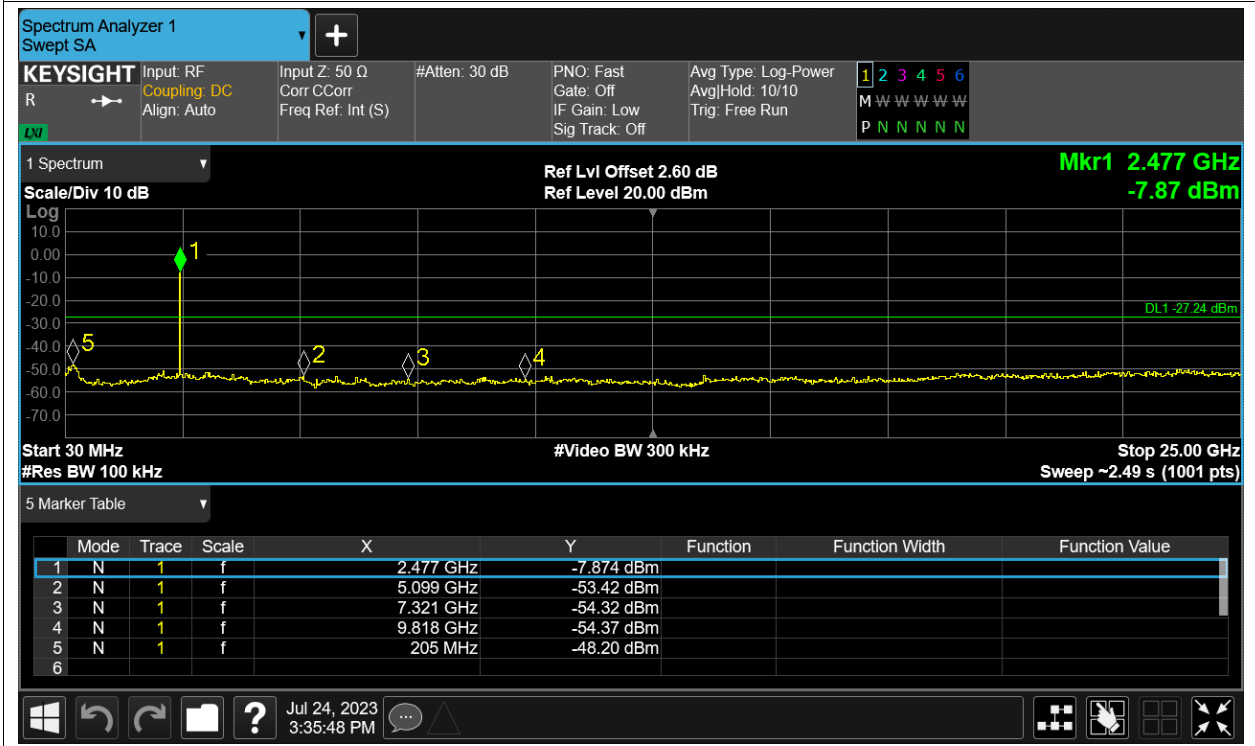 Spectrum Analyzer 1
Swept SA
+
KEYSIGHT Input: RF Input Z: 50 Ω #Atten: 30 dB PNO: Fast Avg Type: Log-Power 1 2 3 4 5 6
R Coupling: DC Corr CCorr Gate: Off Avg|Hold: 10/10 M W W W W W
Align: Auto Freq Ref: Int (S) IF Gain: Low Trig: Free Run
LXI Sig Track: Off P N N N N N
1 Spectrum Ref Lvl Offset 2.60 dB Mkr1 2.477 GHz
Scale/Div 10 dB Ref Level 20.00 dBm -7.87 dBm
Log
10.0
0.00 1
-10.0
-20.0
DL1 -27.24 dBm
-30.0
-40.0 5 2 3 4
-50.0
-60.0
-70.0
Start 30 MHz #Video BW 300 kHz Stop 25.00 GHz
#Res BW 100 kHz Sweep ~2.49 s (1001 pts)
5 Marker Table
Mode Trace Scale X Y Function Function Width Function Value
1 N 1 f 2.477 GHz -7.874 dBm
2 N 1 f 5.099 GHz -53.42 dBm
3 N 1 f 7.321 GHz -54.32 dBm
4 N 1 f 9.818 GHz -54.37 dBm
5 N 1 f 205 MHz -48.20 dBm
6
? Jul 24, 2023
3:35:48 PM